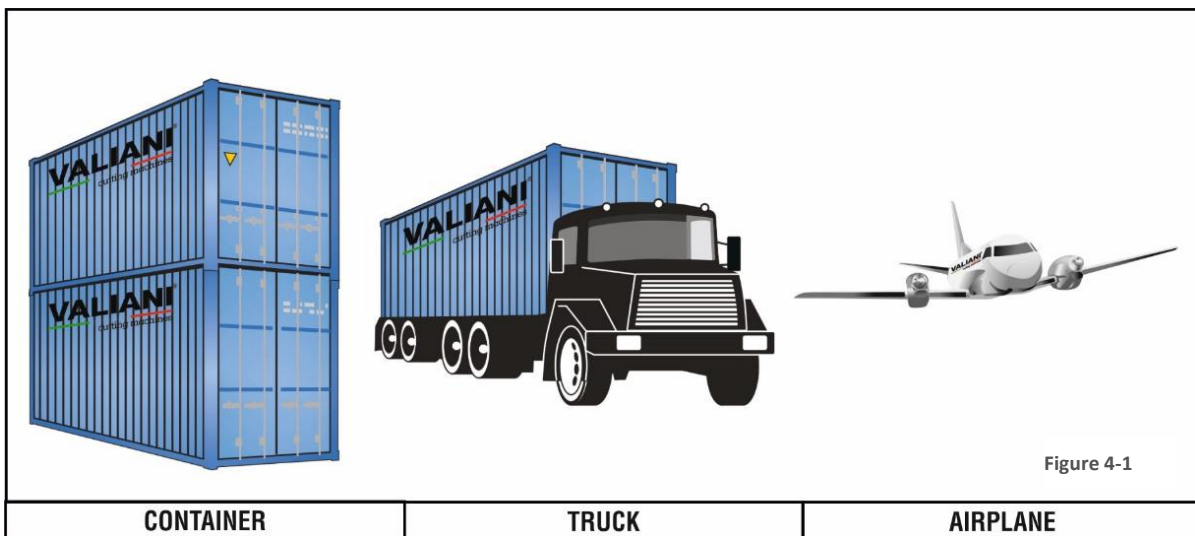 VALIANI
cutting machines
VALIANI
cutting machines
VALIANI
cutting machines
VALIANI
Figure 4-1
CONTAINER
TRUCK
AIRPLANE